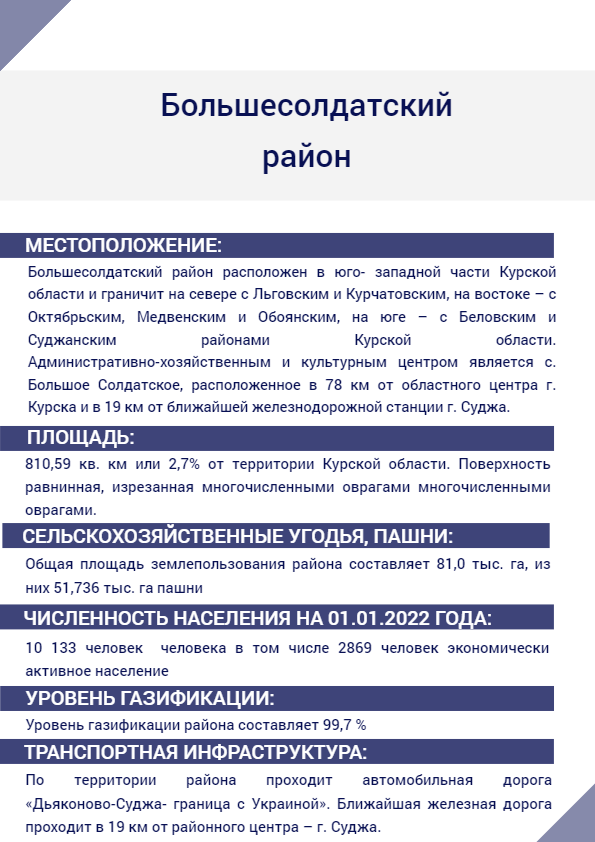 Большесолдатский
район
МЕСТОПОЛОЖЕНИЕ:
Большесолдатский район расположен в юго- западной части Курской
области и граничит на севере с Льговским и Курчатовским, на востоке – с
Октябрьским, Медвенским и Обоянским, на юге – с Беловским и
Суджанским районами Курской области.
Административно-хозяйственным и культурным центром является с.
Большое Солдатское, расположенное в 78 км от областного центра г.
Курска и в 19 км от ближайшей железнодорожной станции г. Суджа.
ПЛОЩАДЬ:
810,59 кв. км или 2,7% от территории Курской области. Поверхность
равнинная, изрезанная многочисленными оврагами многочисленными
оврагами.
СЕЛЬСКОХОЗЯЙСТВЕННЫЕ УГОДЬЯ, ПАШНИ:
Общая площадь землепользования района составляет 81,0 тыс. га, из
них 51,736 тыс. га пашни
ЧИСЛЕННОСТЬ НАСЕЛЕНИЯ НА 01.01.2022 ГОДА:
10 133 человек человека в том числе 2869 человек экономически
активное население
УРОВЕНЬ ГАЗИФИКАЦИИ:
Уровень газификации района составляет 99,7 %
ТРАНСПОРТНАЯ ИНФРАСТРУКТУРА:
По территории района проходит автомобильная дорога
«Дьяконово-Суджа- граница с Украиной». Ближайшая железная дорога
проходит в 19 км от районного центра – г. Суджа.